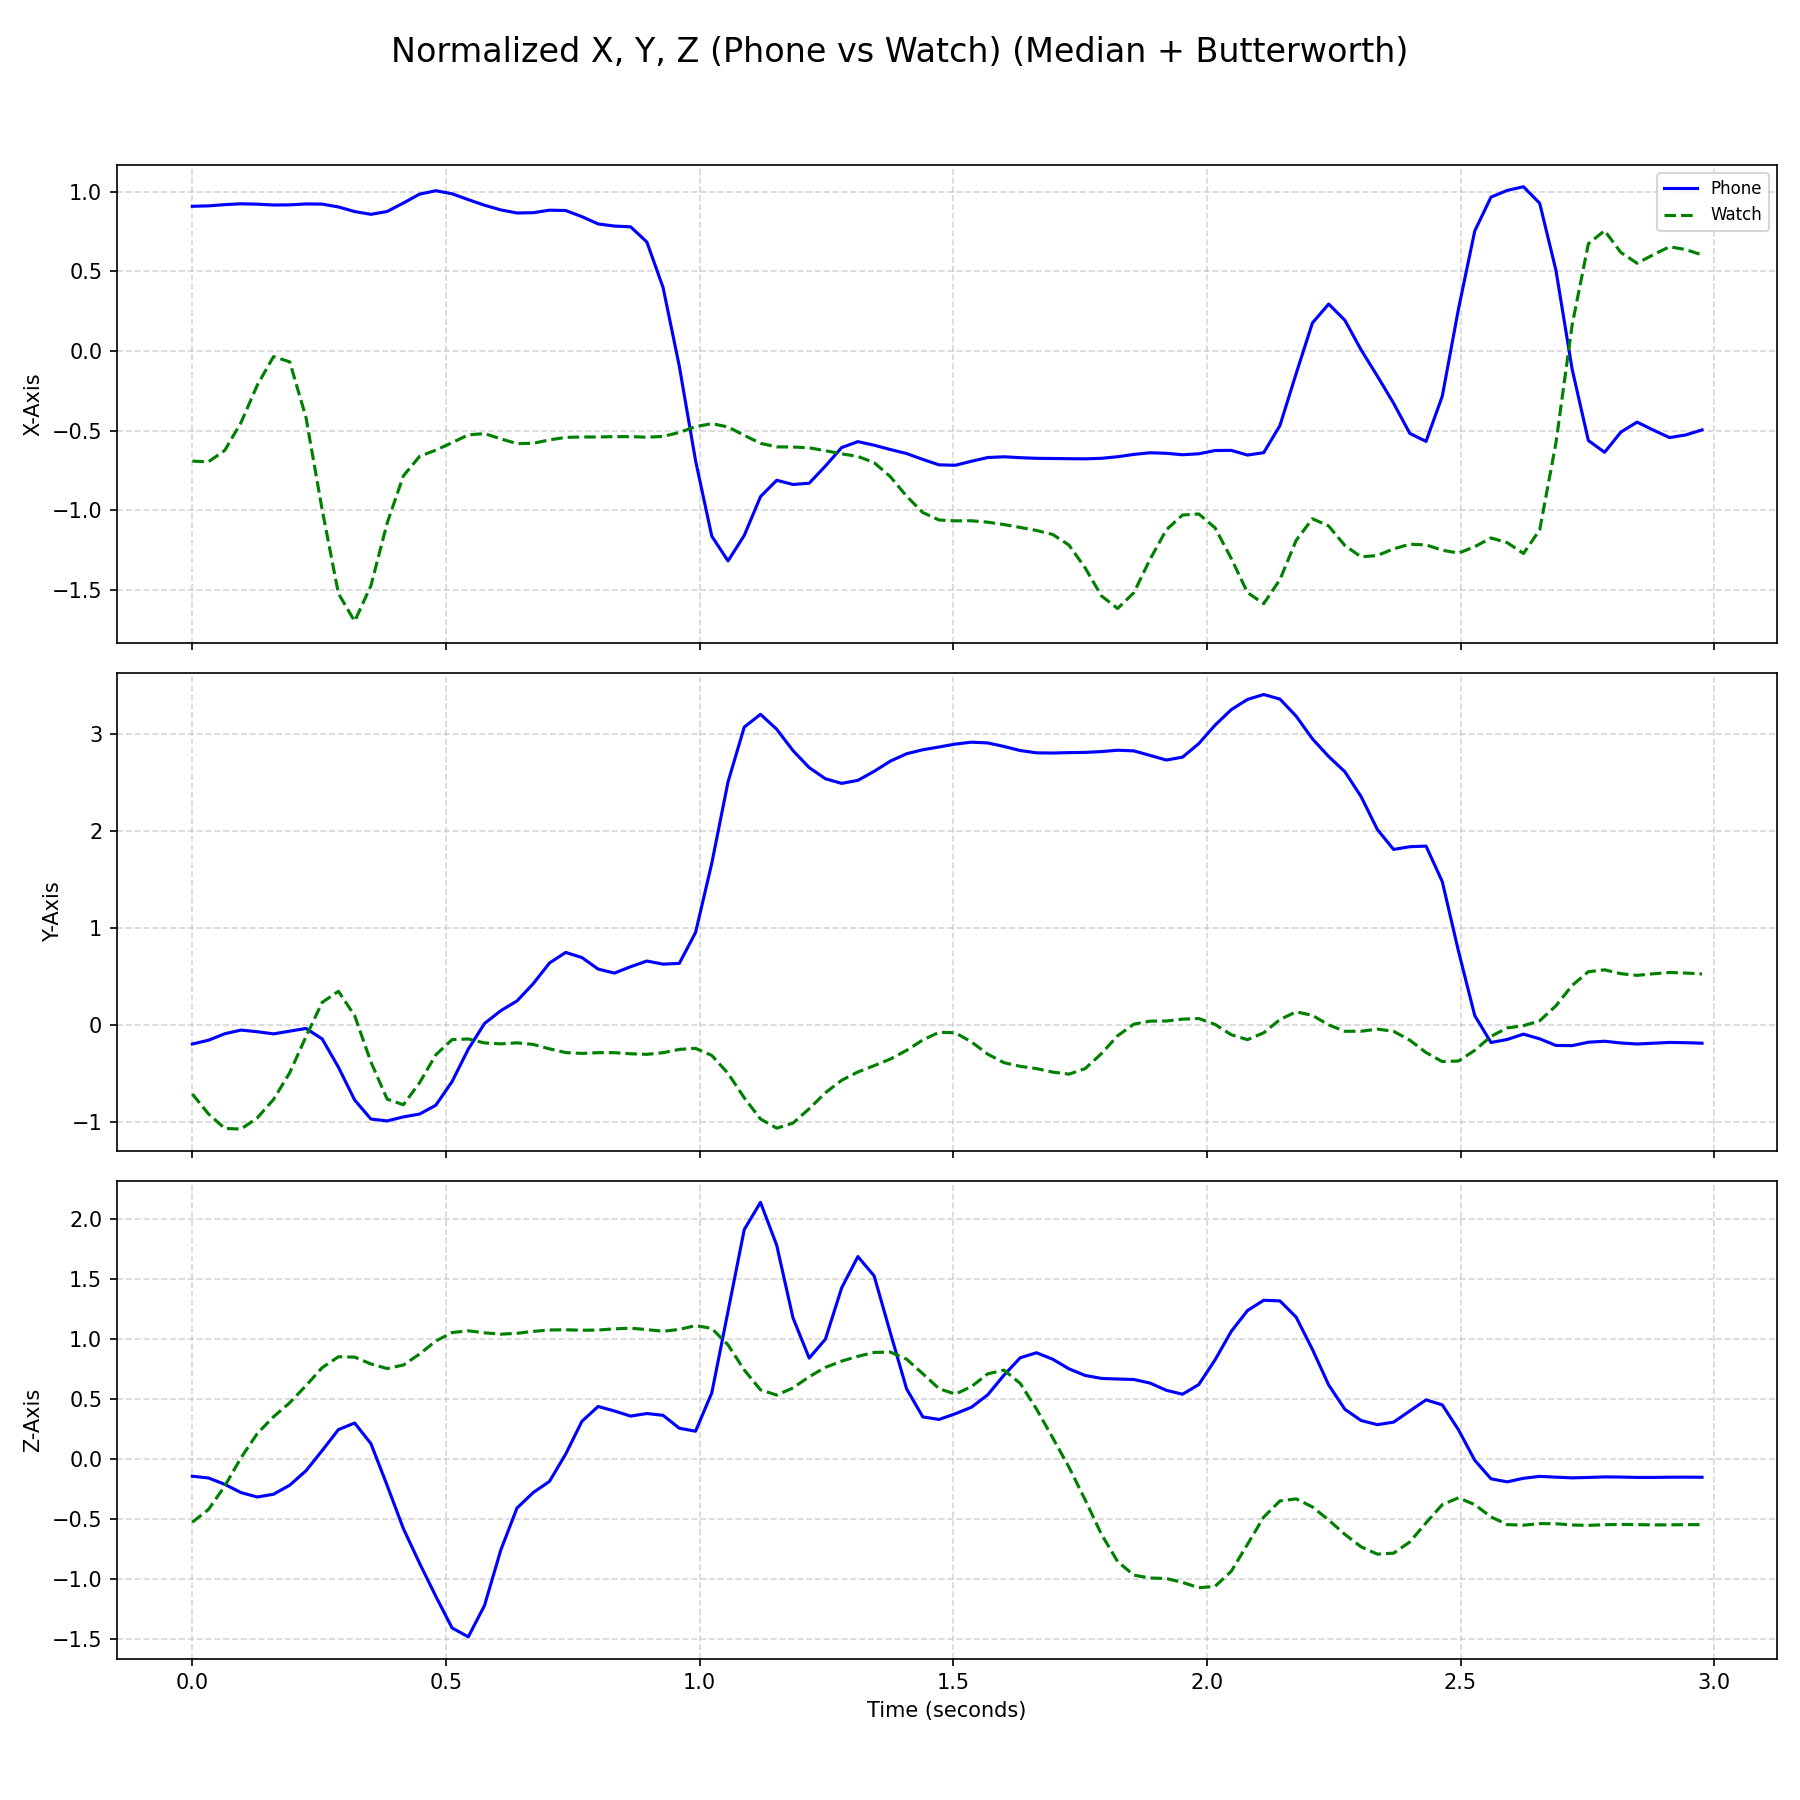 Normalized X, Y, Z (Phone vs Watch) (Median + Butterworth)
Phone
Watch
X-Axis
1.0
0.5
0.0
−0.5
−1.0
−1.5
Y-Axis
3
2
1
0
−1
Z-Axis
2.0
1.5
1.0
0.5
0.0
−0.5
−1.0
−1.5
0.0 0.5 1.0 1.5 2.0 2.5 3.0
Time (seconds)